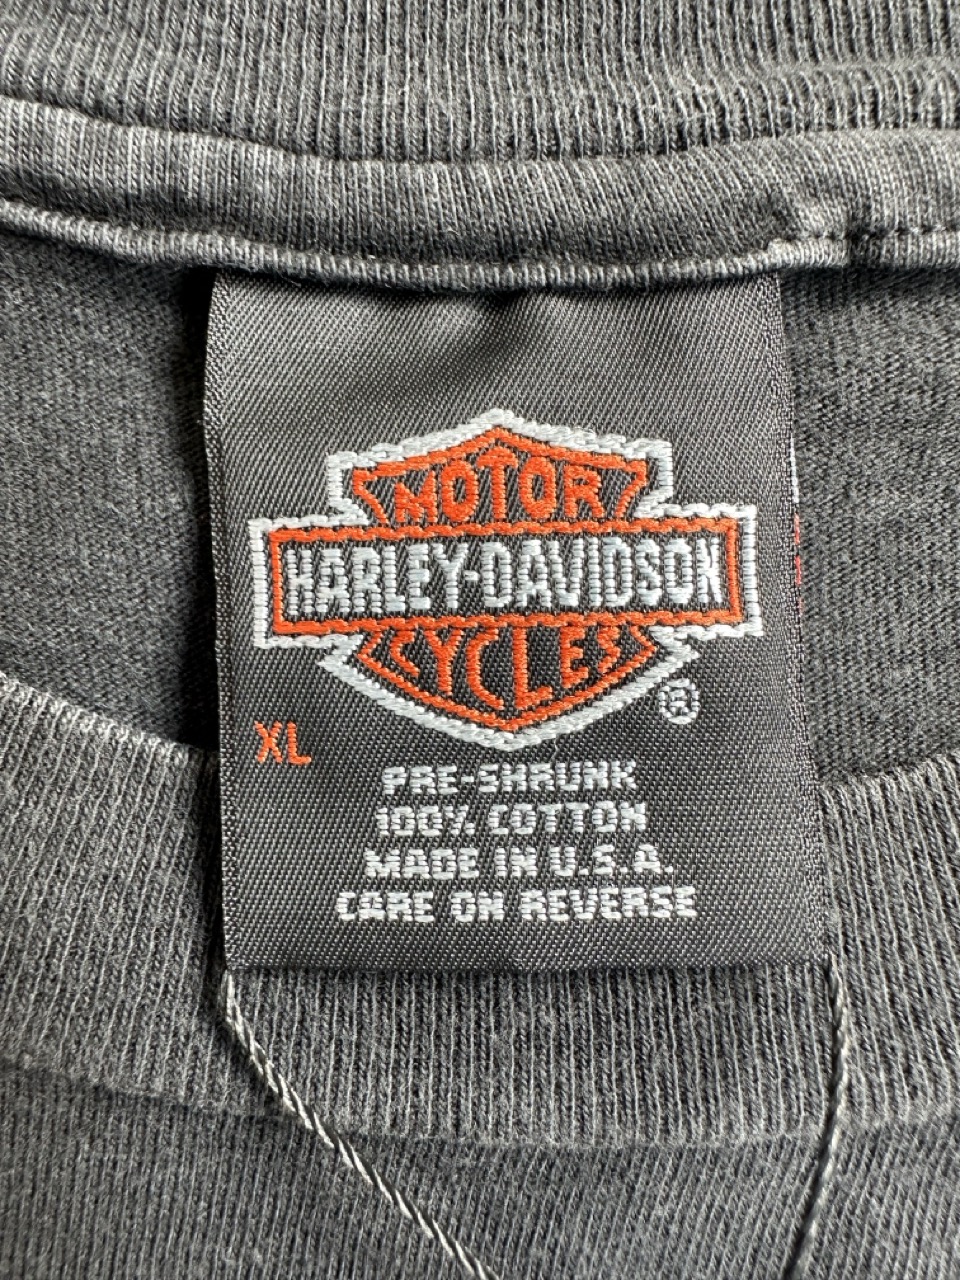 MOTOR
HARLEY-DAVIDSON
CYCLES
®
XL
PRE-SHRUNK
100% COTTON
MADE IN U.S.A.
CARE ON REVERSE